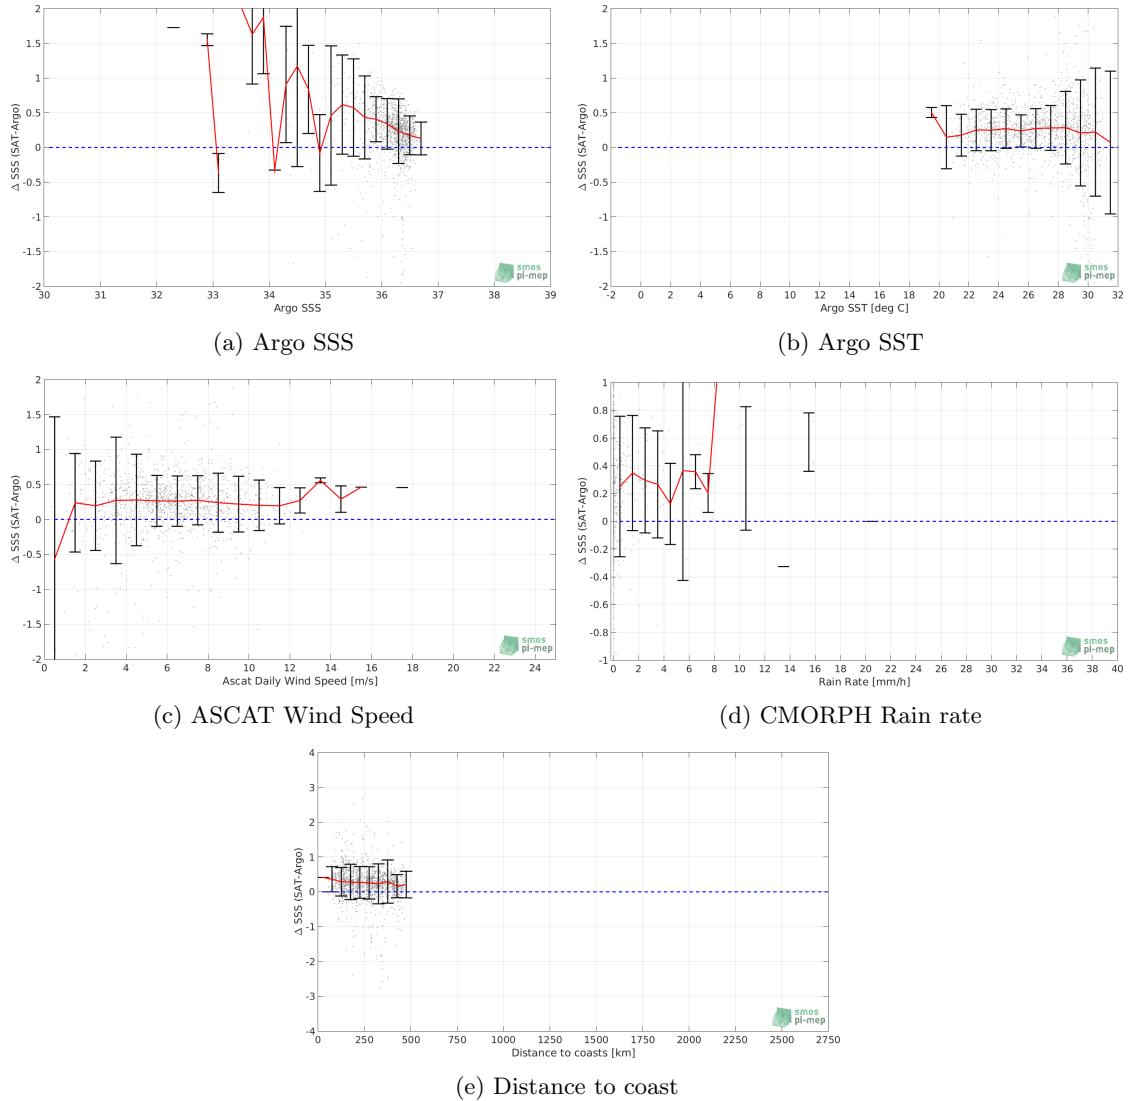 2
1.5
1
0.5
0
-0.5
-1
-1.5
-2
30 31 32 33 34 35 36 37 38 39
Δ SSS (SAT-Argo)
Argo SSS
smos
pi-mep
(a) Argo SSS
2
1.5
1
0.5
0
-0.5
-1
-1.5
-2
-2 0 2 4 6 8 10 12 14 16 18 20 22 24 26 28 30 32
Δ SSS (SAT-Argo)
Argo SST [deg C]
smos
pi-mep
(b) Argo SST
2
1.5
1
0.5
0
-0.5
-1
-1.5
-2
0 2 4 6 8 10 12 14 16 18 20 22 24
Δ SSS (SAT-Argo)
Ascat Daily Wind Speed [m/s]
smos
pi-mep
(c) ASCAT Wind Speed
1
0.8
0.6
0.4
0.2
0
-0.2
-0.4
-0.6
-0.8
-1
0 2 4 6 8 10 12 14 16 18 20 22 24 26 28 30 32 34 36 38 40
Δ SSS (SAT-Argo)
Rain Rate [mm/h]
smos
pi-mep
(d) CMORPH Rain rate
4
3
2
1
0
-1
-2
-3
-4
0 250 500 750 1000 1250 1500 1750 2000 2250 2500 2750
Δ SSS (SAT-Argo)
Distance to coasts [km]
smos
pi-mep
(e) Distance to coast